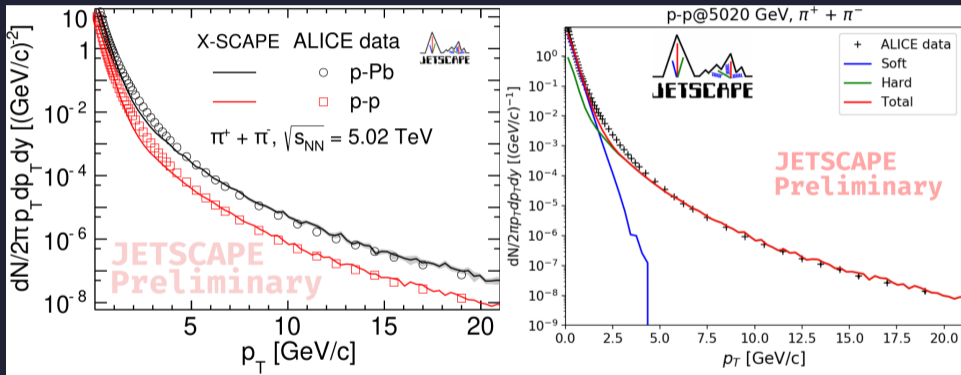 X-SCAPE ALICE data
JETSCAPE
p-Pb
p-p
π⁺ + π⁻, √s_NN = 5.02 TeV
JETSCAPE
Preliminary
dN/2πp_T dp_T dy [(GeV/c)⁻²]
10
1
10⁻²
10⁻⁴
10⁻⁶
10⁻⁸
5 10 15 20
p_T [GeV/c]
p-p@5020 GeV, π⁺ + π⁻
JETSCAPE
ALICE data
Soft
Hard
Total
JETSCAPE
Preliminary
dN/2πp_T dp_T dy [(GeV/c)⁻¹]
10⁰
10⁻¹
10⁻²
10⁻³
10⁻⁴
10⁻⁵
10⁻⁶
10⁻⁷
10⁻⁸
10⁻⁹
0.0 2.5 5.0 7.5 10.0 12.5 15.0 17.5 20.0
p_T [GeV/c]